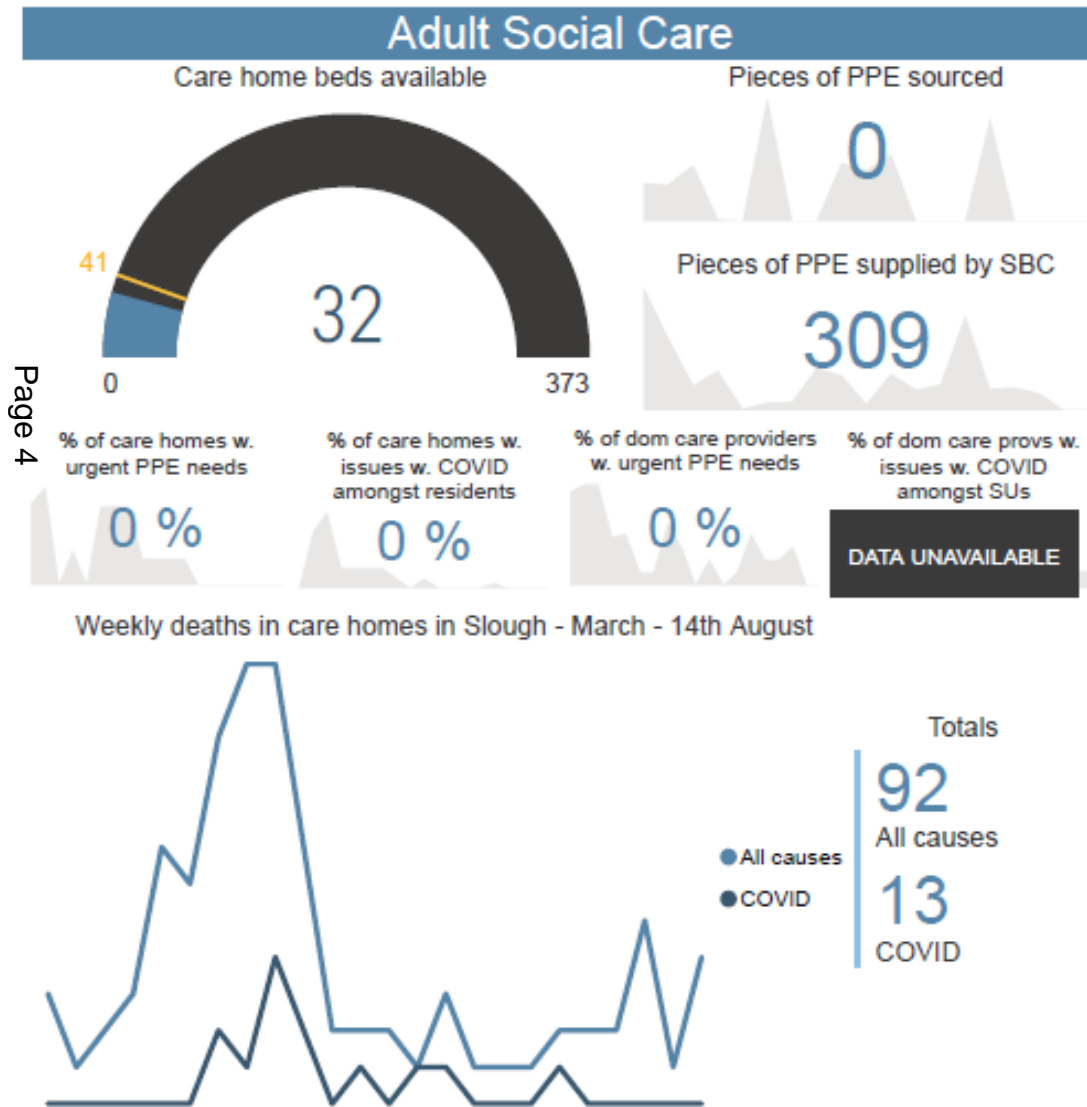 Adult Social Care
Care home beds available
41
32
0
373
Pieces of PPE sourced
0
Pieces of PPE supplied by SBC
309
Page 4
% of care homes w.
urgent PPE needs
0 %
% of care homes w.
issues w. COVID
amongst residents
0 %
% of dom care providers
w. urgent PPE needs
0 %
% of dom care provs w.
issues w. COVID
amongst SUs
DATA UNAVAILABLE
Weekly deaths in care homes in Slough - March - 14th August
All causes
COVID
Totals
92
All causes
13
COVID